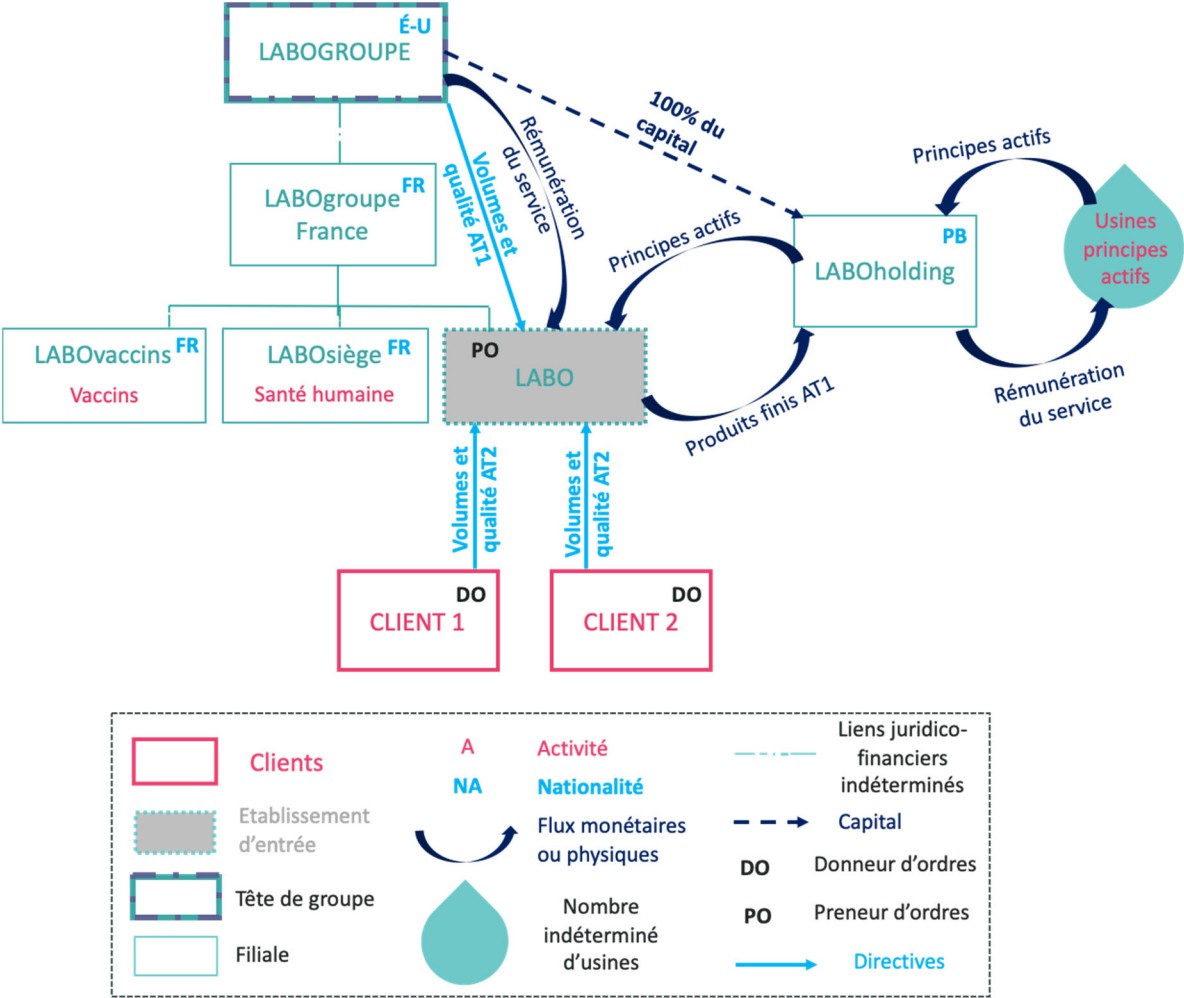 É-U
LABOGROUPE
100% du
capital
Rémunération
du service
Volumes et
qualité AT1
Principes actifs
FR
LABOgroupe
France
Principes actifs
PB
LABOholding
Usines
principes
actifs
LABOvaccins FR
Vaccins
LABOsiège FR
Santé humaine
PO
LABO
Produits finis AT1
Rémunération
du service
Volumes et
qualité AT2
Volumes et
qualité AT2
DO
CLIENT 1
DO
CLIENT 2
Clients
Etablissement
d’entrée
Tête de groupe
Filiale
A
Activité
NA
Nationalité
Flux monétaires
ou physiques
Nombre
indéterminé
d’usines
Liens juridico-
financiers
indéterminés
Capital
DO
Donneur d’ordres
PO
Preneur d’ordres
Directives